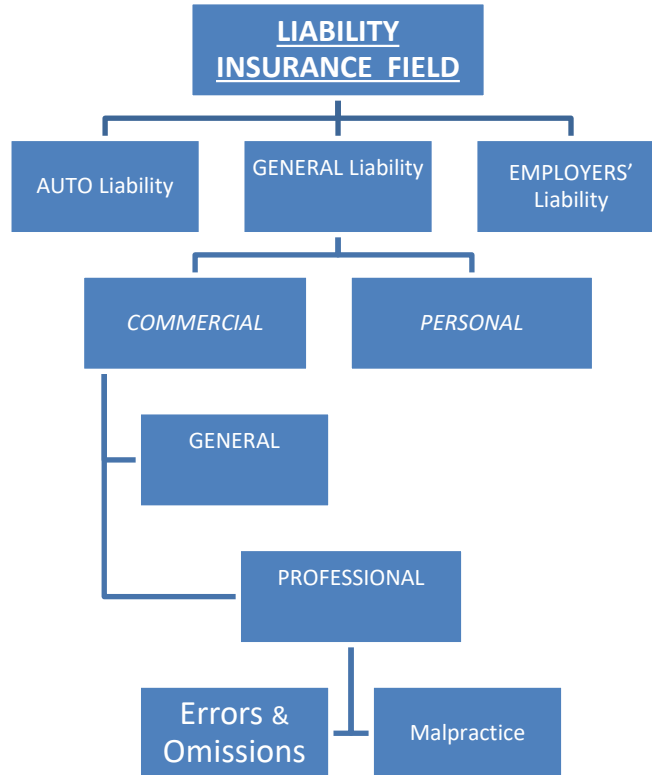 LIABILITY
INSURANCE FIELD
AUTO Liability
GENERAL Liability
EMPLOYERS'
Liability
COMMERCIAL
PERSONAL
GENERAL
PROFESSIONAL
Errors &
Omissions
Malpractice